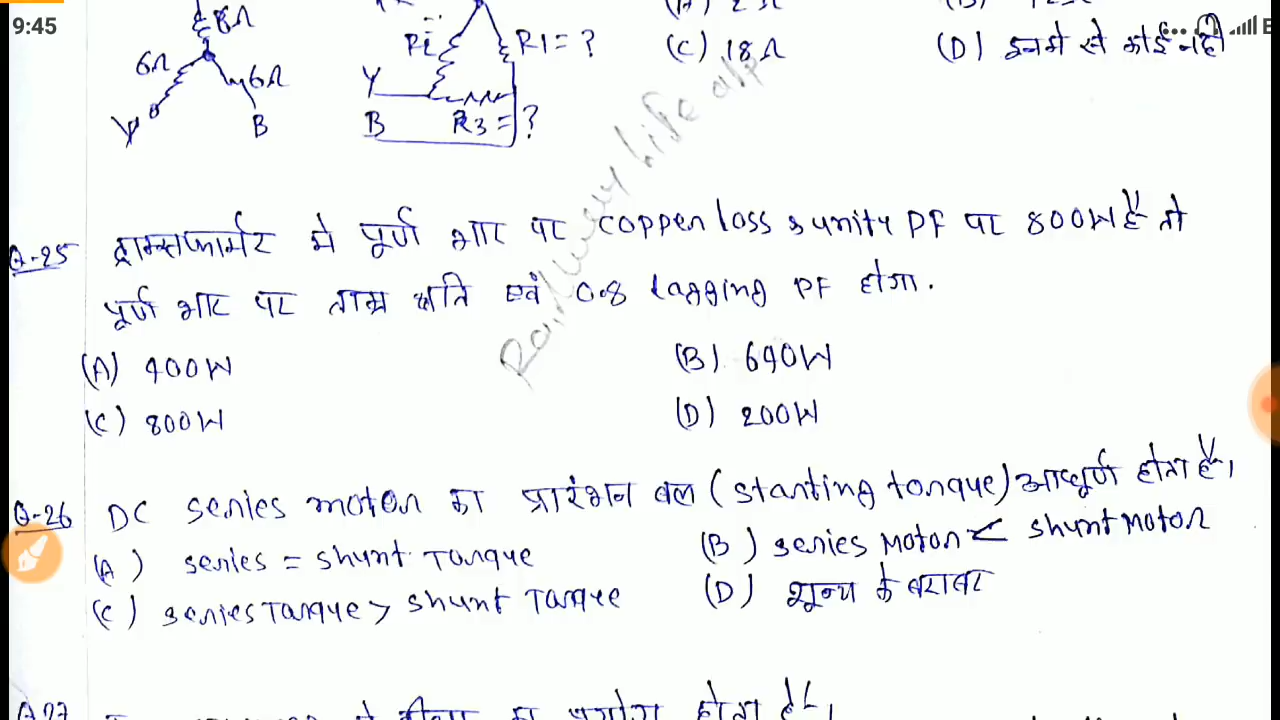 9:45
8Ω
6Ω
6Ω
B
R1 = ?
Y
B
R3 = ?
(C) 18Ω
(D) इनमे से कोई नही
Q-25 ट्रान्सफार्मर मे पूर्ण भार पर copper loss & unity PF पर 800W है तो
पूर्ण भार पर ताम्र क्षति एवं 0.8 lagging PF होगा.
(A) 400W
(B) 640W
(C) 800W
(D) 200W
Q-26 DC series motor का प्रारंभन बल (starting torque) होता है।
(A) series = shunt Torque
(B) series Motor < shunt Motor
(C) series Torque > shunt Torque
(D) शून्य के बराबर
Q.27